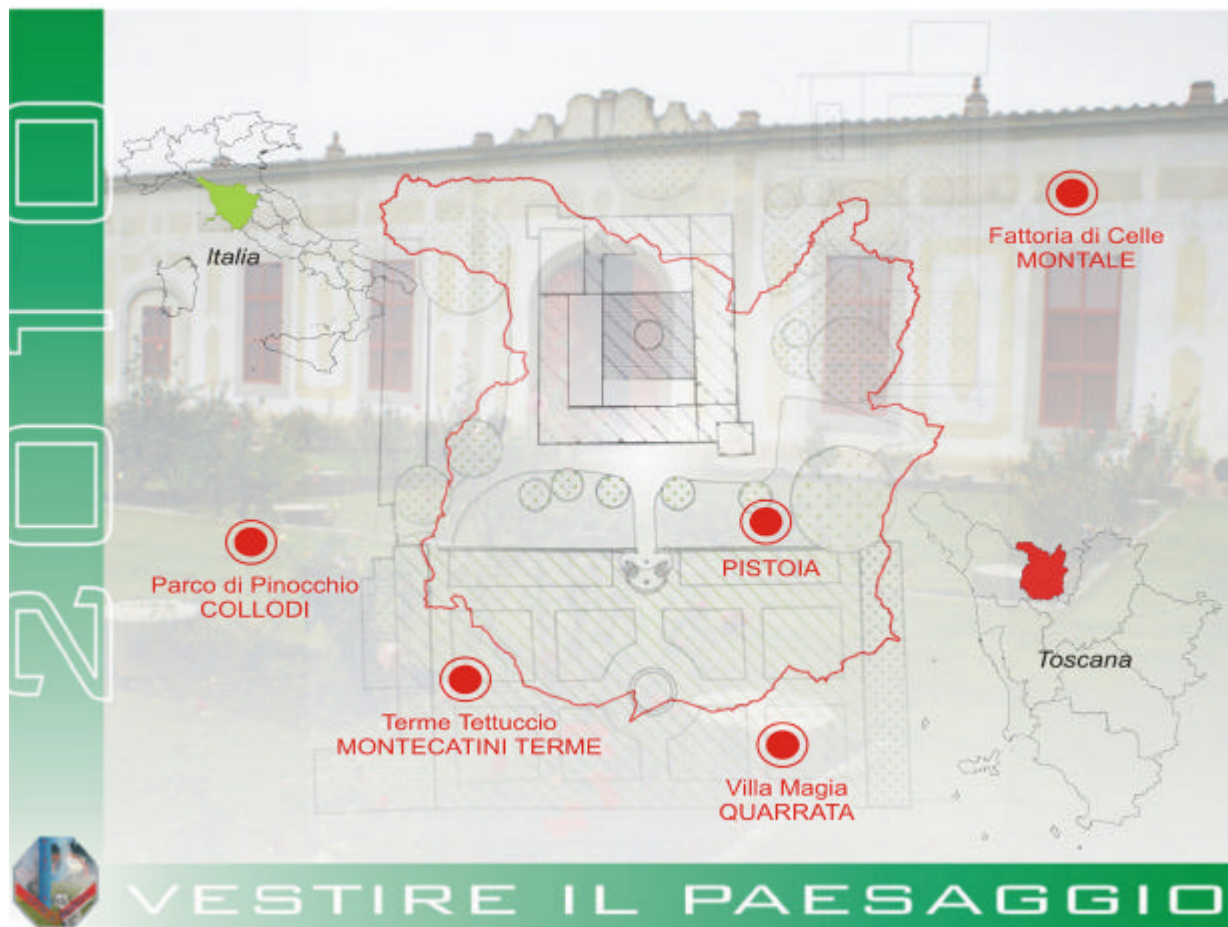 2010
Italia
Fattoria di Celle
MONTALE
PISTOIA
Parco di Pinocchio
COLLODI
Toscana
Terme Tettuccio
MONTECATINI TERME
Villa Magia
QUARRATA
VESTIRE IL PAESAGGIO